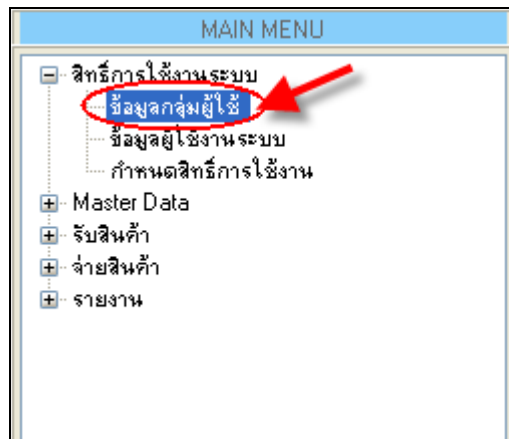 MAIN MENU
สิทธิ์การใช้งานระบบ
ข้อมูลกลุ่มผู้ใช้
ข้อมูลผู้ใช้งานระบบ
กำหนดสิทธิ์การใช้งาน
Master Data
รับสินค้า
จ่ายสินค้า
รายงาน